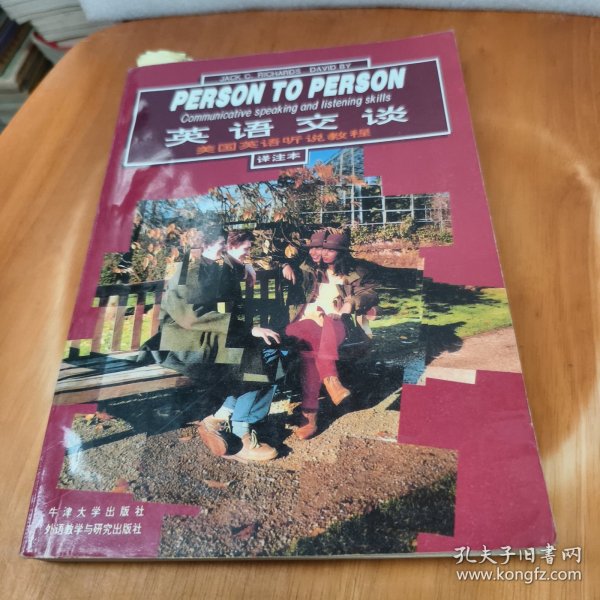 JACK C. RICHARDS DAVID BY
PERSON TO PERSON
Communicative speaking and listening skills
英语交谈
美国英语听说教程
译注本
牛津大学出版社
外语教学与研究出版社
孔夫子旧书网
www.kongfz.com